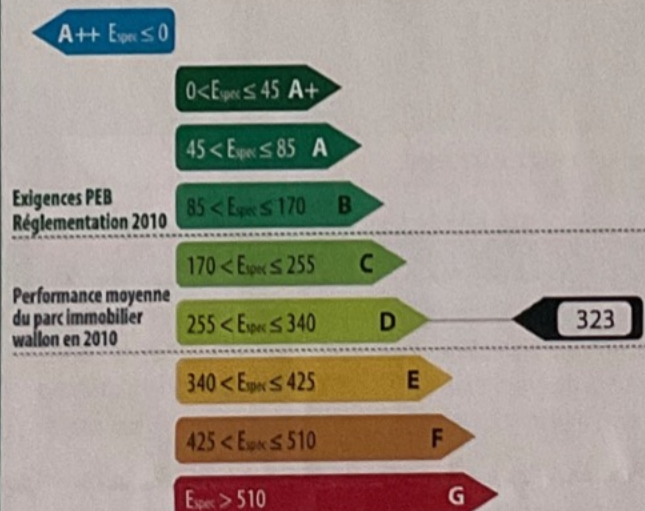 A++ Espec ≤ 0
0 < Espec ≤ 45 A+
45 < Espec ≤ 85 A
Exigences PEB
Réglementation 2010
85 < Espec ≤ 170 B
170 < Espec ≤ 255 C
Performance moyenne
du parc immobilier
wallon en 2010
255 < Espec ≤ 340 D
323
340 < Espec ≤ 425 E
425 < Espec ≤ 510 F
Espec > 510 G